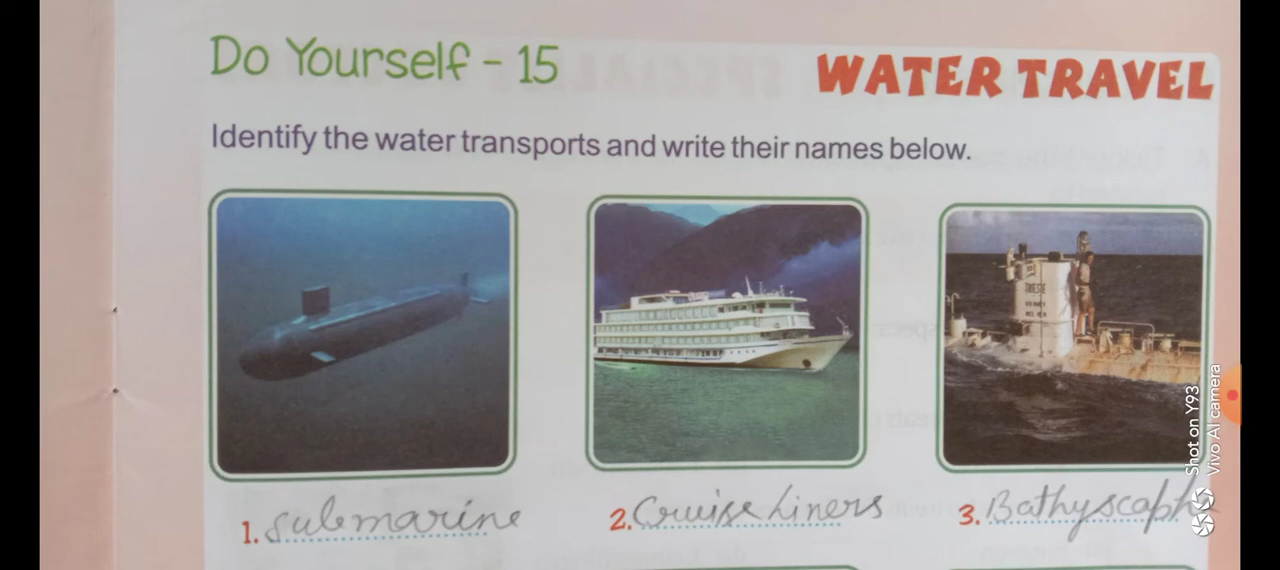 Do Yourself - 15
WATER TRAVEL
Identify the water transports and write their names below.
TRIESTE
1. Submarine
2. Cruise Liners
3. Bathyscaph
Shot on Y93
Vivo AI camera